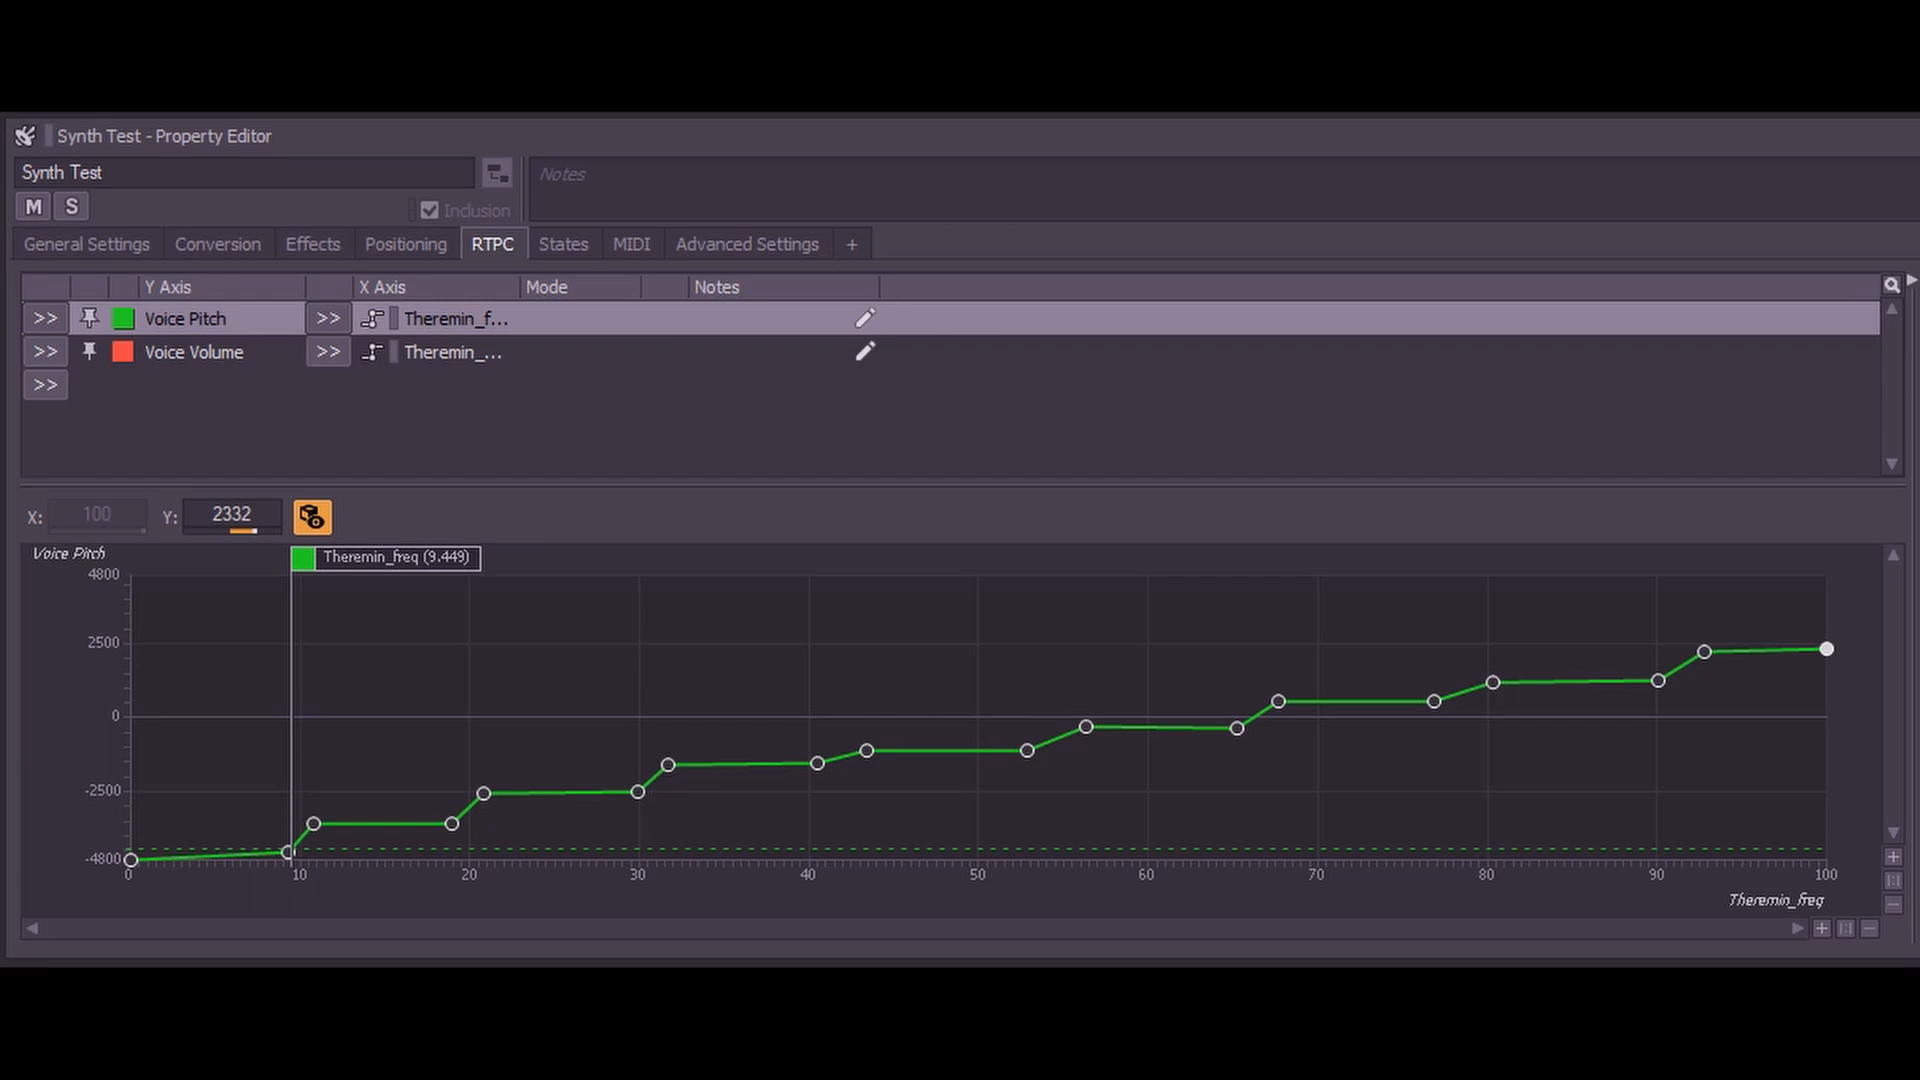 Synth Test - Property Editor
Synth Test
Notes
M S
Inclusion
General Settings Conversion Effects Positioning RTPC States MIDI Advanced Settings +
Y Axis X Axis Mode Notes
>> Voice Pitch >> Theremin_f...
>> Voice Volume >> Theremin_...
>>
X: 100 Y: 2332
Voice Pitch
Theremin_freq (9.449)
4800
2500
0
-2500
-4800
0 10 20 30 40 50 60 70 80 90 100
Theremin_freq